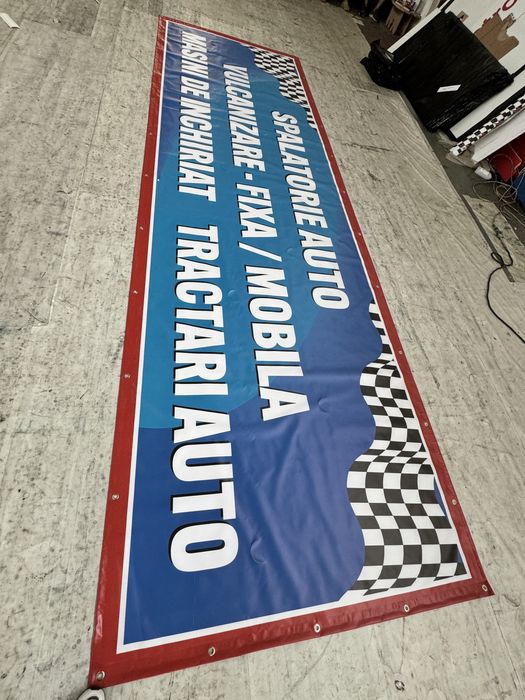 SPALATORIE AUTO
VULCANIZARE - FIXA / MOBILA
MASINI DE INCHIRIAT TRACTARI AUTO